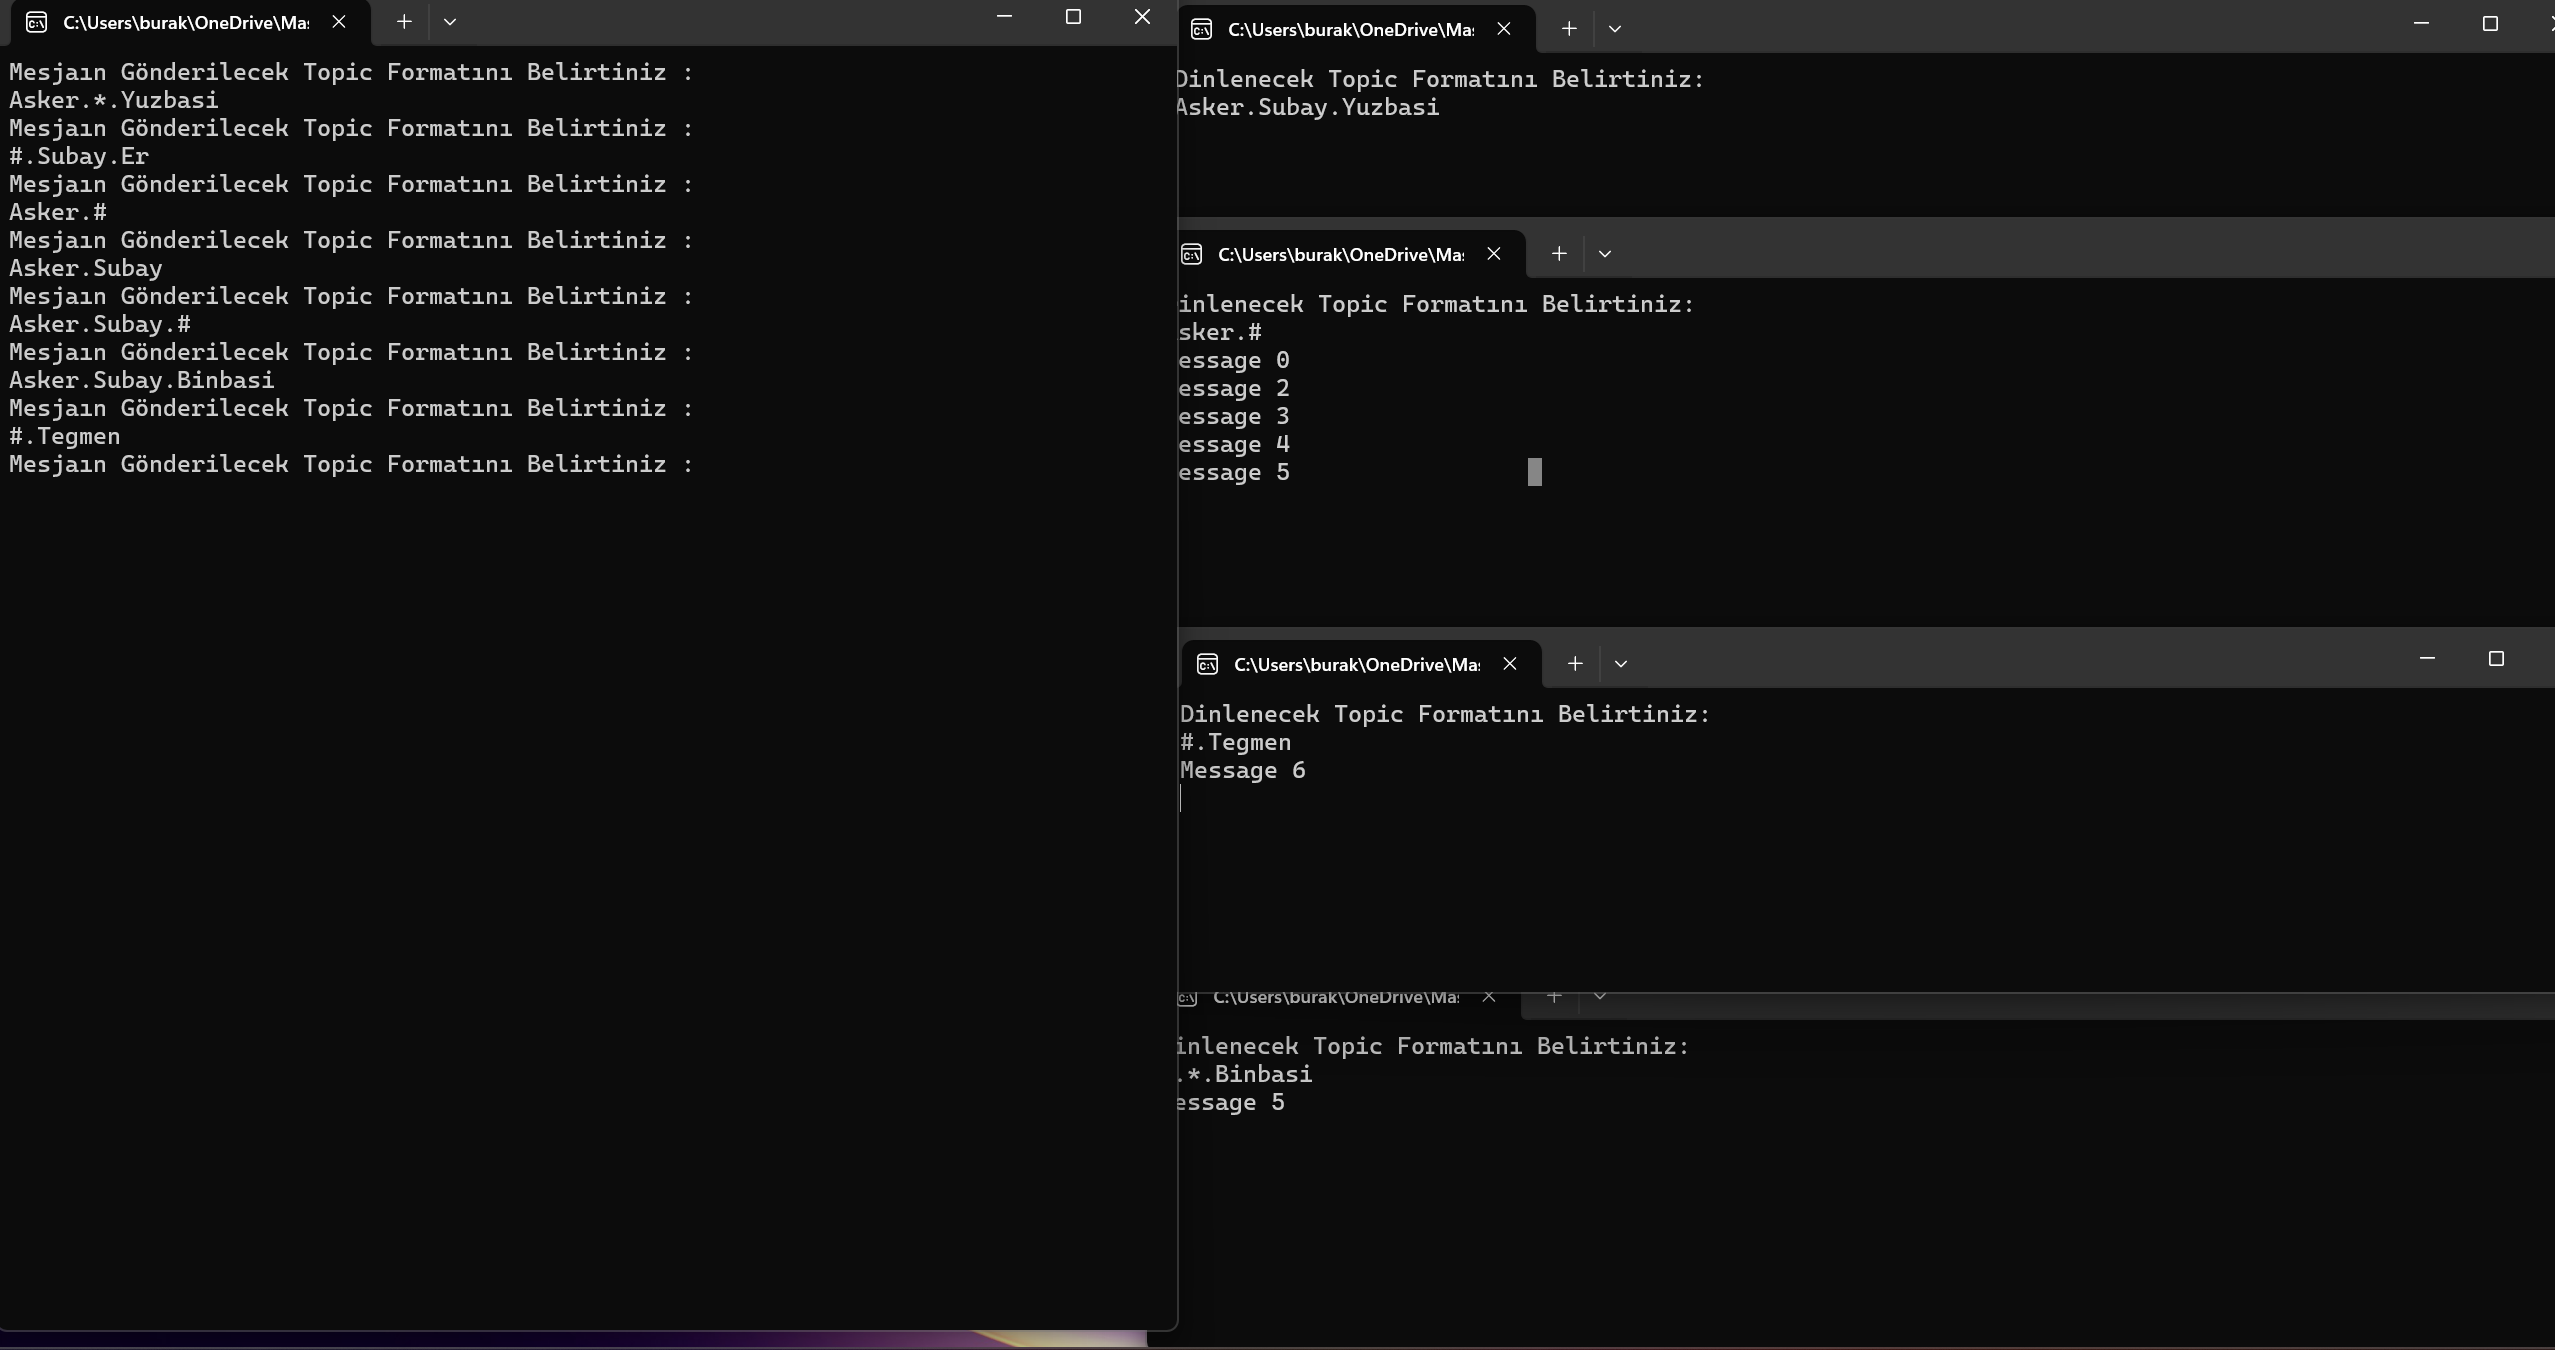 C:\Users\burak\OneDrive\Mas
Mesjaın Gönderilecek Topic Formatını Belirtiniz :
Asker.*.Yuzbasi
Mesjaın Gönderilecek Topic Formatını Belirtiniz :
#.Subay.Er
Mesjaın Gönderilecek Topic Formatını Belirtiniz :
Asker.#
Mesjaın Gönderilecek Topic Formatını Belirtiniz :
Asker.Subay
Mesjaın Gönderilecek Topic Formatını Belirtiniz :
Asker.Subay.#
Mesjaın Gönderilecek Topic Formatını Belirtiniz :
Asker.Subay.Binbasi
Mesjaın Gönderilecek Topic Formatını Belirtiniz :
#.Tegmen
Mesjaın Gönderilecek Topic Formatını Belirtiniz :
C:\Users\burak\OneDrive\Mas
Dinlenecek Topic Formatını Belirtiniz:
Asker.Subay.Yuzbasi
C:\Users\burak\OneDrive\Mas
inlenecek Topic Formatını Belirtiniz:
sker.#
essage 0
essage 2
essage 3
essage 4
essage 5
C:\Users\burak\OneDrive\Mas
Dinlenecek Topic Formatını Belirtiniz:
#.Tegmen
Message 6
C:\Users\burak\OneDrive\Mas
inlenecek Topic Formatını Belirtiniz:
.*.Binbasi
essage 5